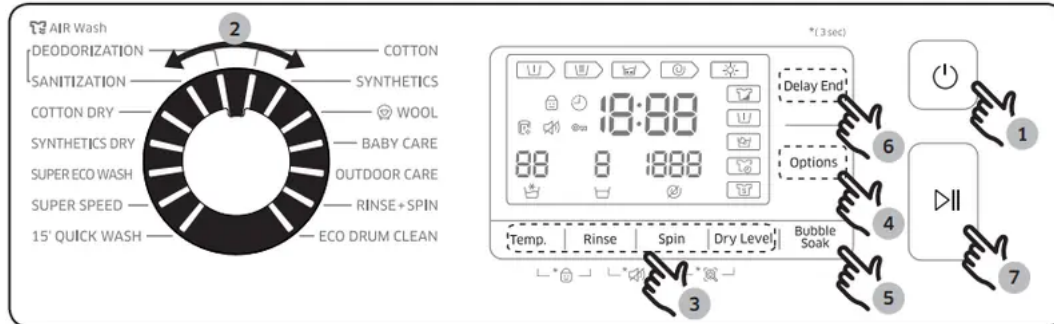 AIR Wash
DEODORIZATION
SANITIZATION
COTTON DRY
SYNTHETICS DRY
SUPER ECO WASH
SUPER SPEED
15' QUICK WASH
2
COTTON
SYNTHETICS
WOOL
BABY CARE
OUTDOOR CARE
RINSE+SPIN
ECO DRUM CLEAN
*(3 sec)
18:88
88 8 1888
Delay End
6
Options
4
Temp. Rinse Spin Dry Level
Bubble
Soak
* * *
3
5
1
7